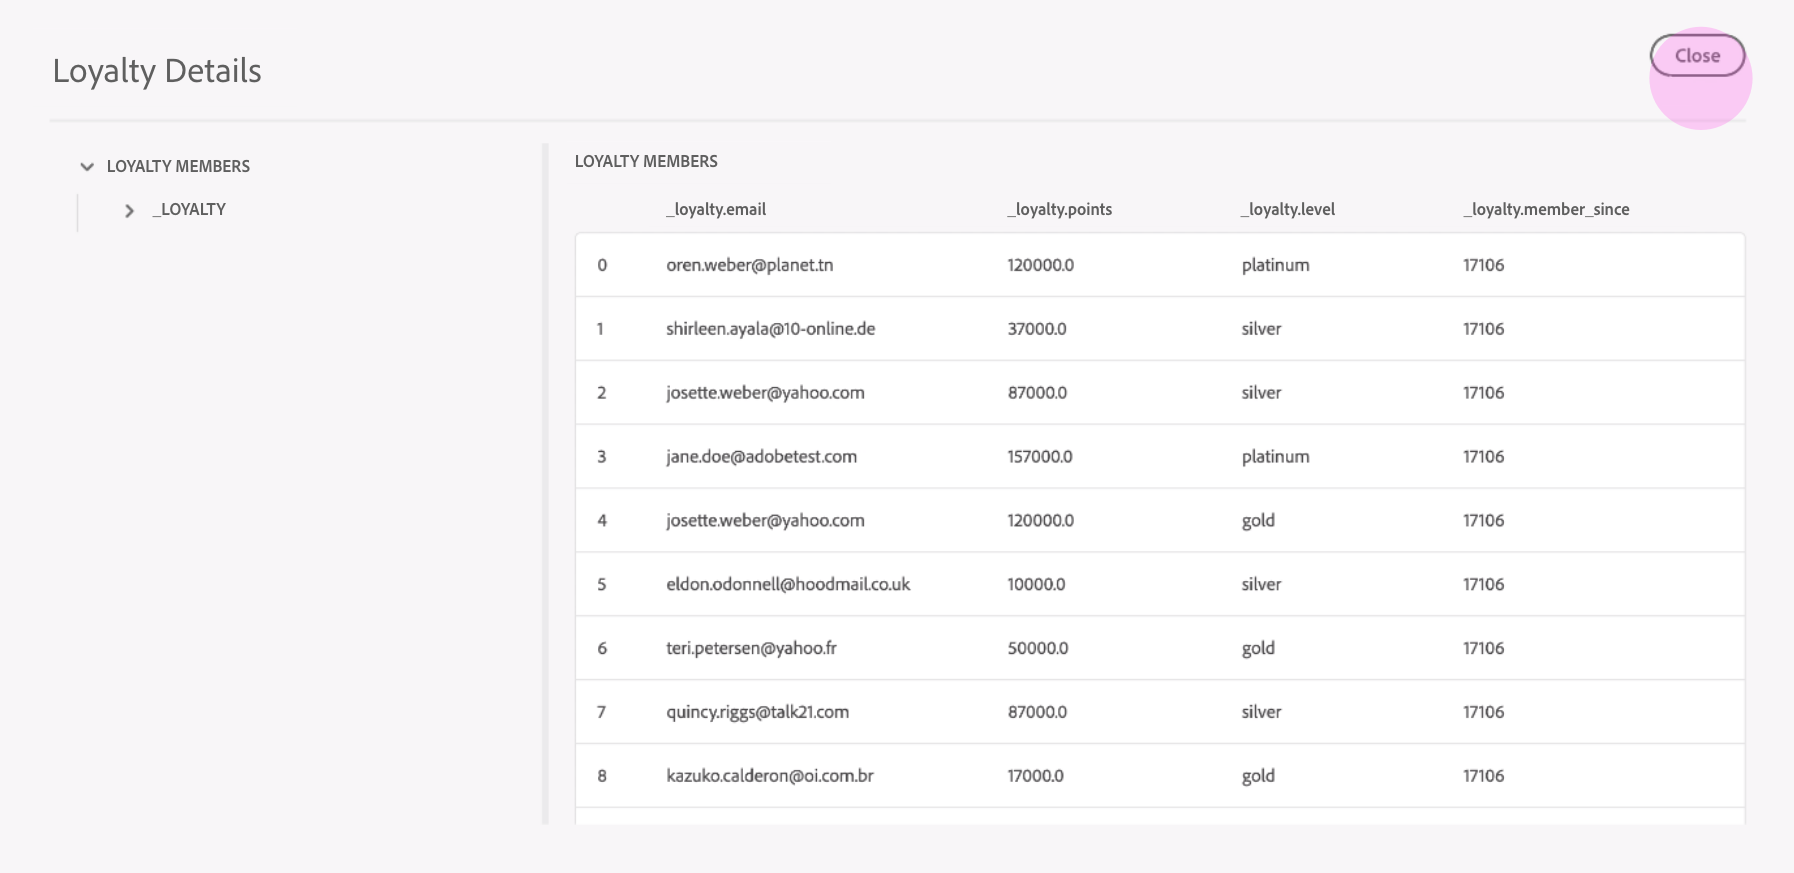 Loyalty Details
Close
LOYALTY MEMBERS
_LOYALTY
LOYALTY MEMBERS
_loyalty.email _loyalty.points _loyalty.level _loyalty.member_since
0 oren.weber@planet.tn 120000.0 platinum 17106
1 shirleen.ayala@10-online.de 37000.0 silver 17106
2 josette.weber@yahoo.com 87000.0 silver 17106
3 jane.doe@adobetest.com 157000.0 platinum 17106
4 josette.weber@yahoo.com 120000.0 gold 17106
5 eldon.odonnell@hoodmail.co.uk 10000.0 silver 17106
6 teri.petersen@yahoo.fr 50000.0 gold 17106
7 quincy.riggs@talk21.com 87000.0 silver 17106
8 kazuko.calderon@oi.com.br 17000.0 gold 17106